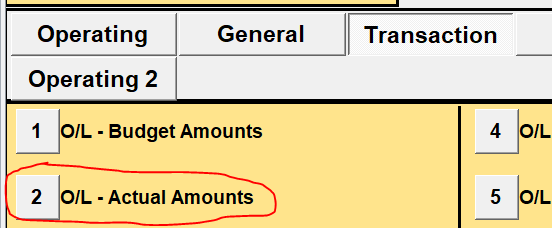 Operating General Transaction
Operating 2
1 O/L - Budget Amounts 4 O/L
2 O/L - Actual Amounts 5 O/L